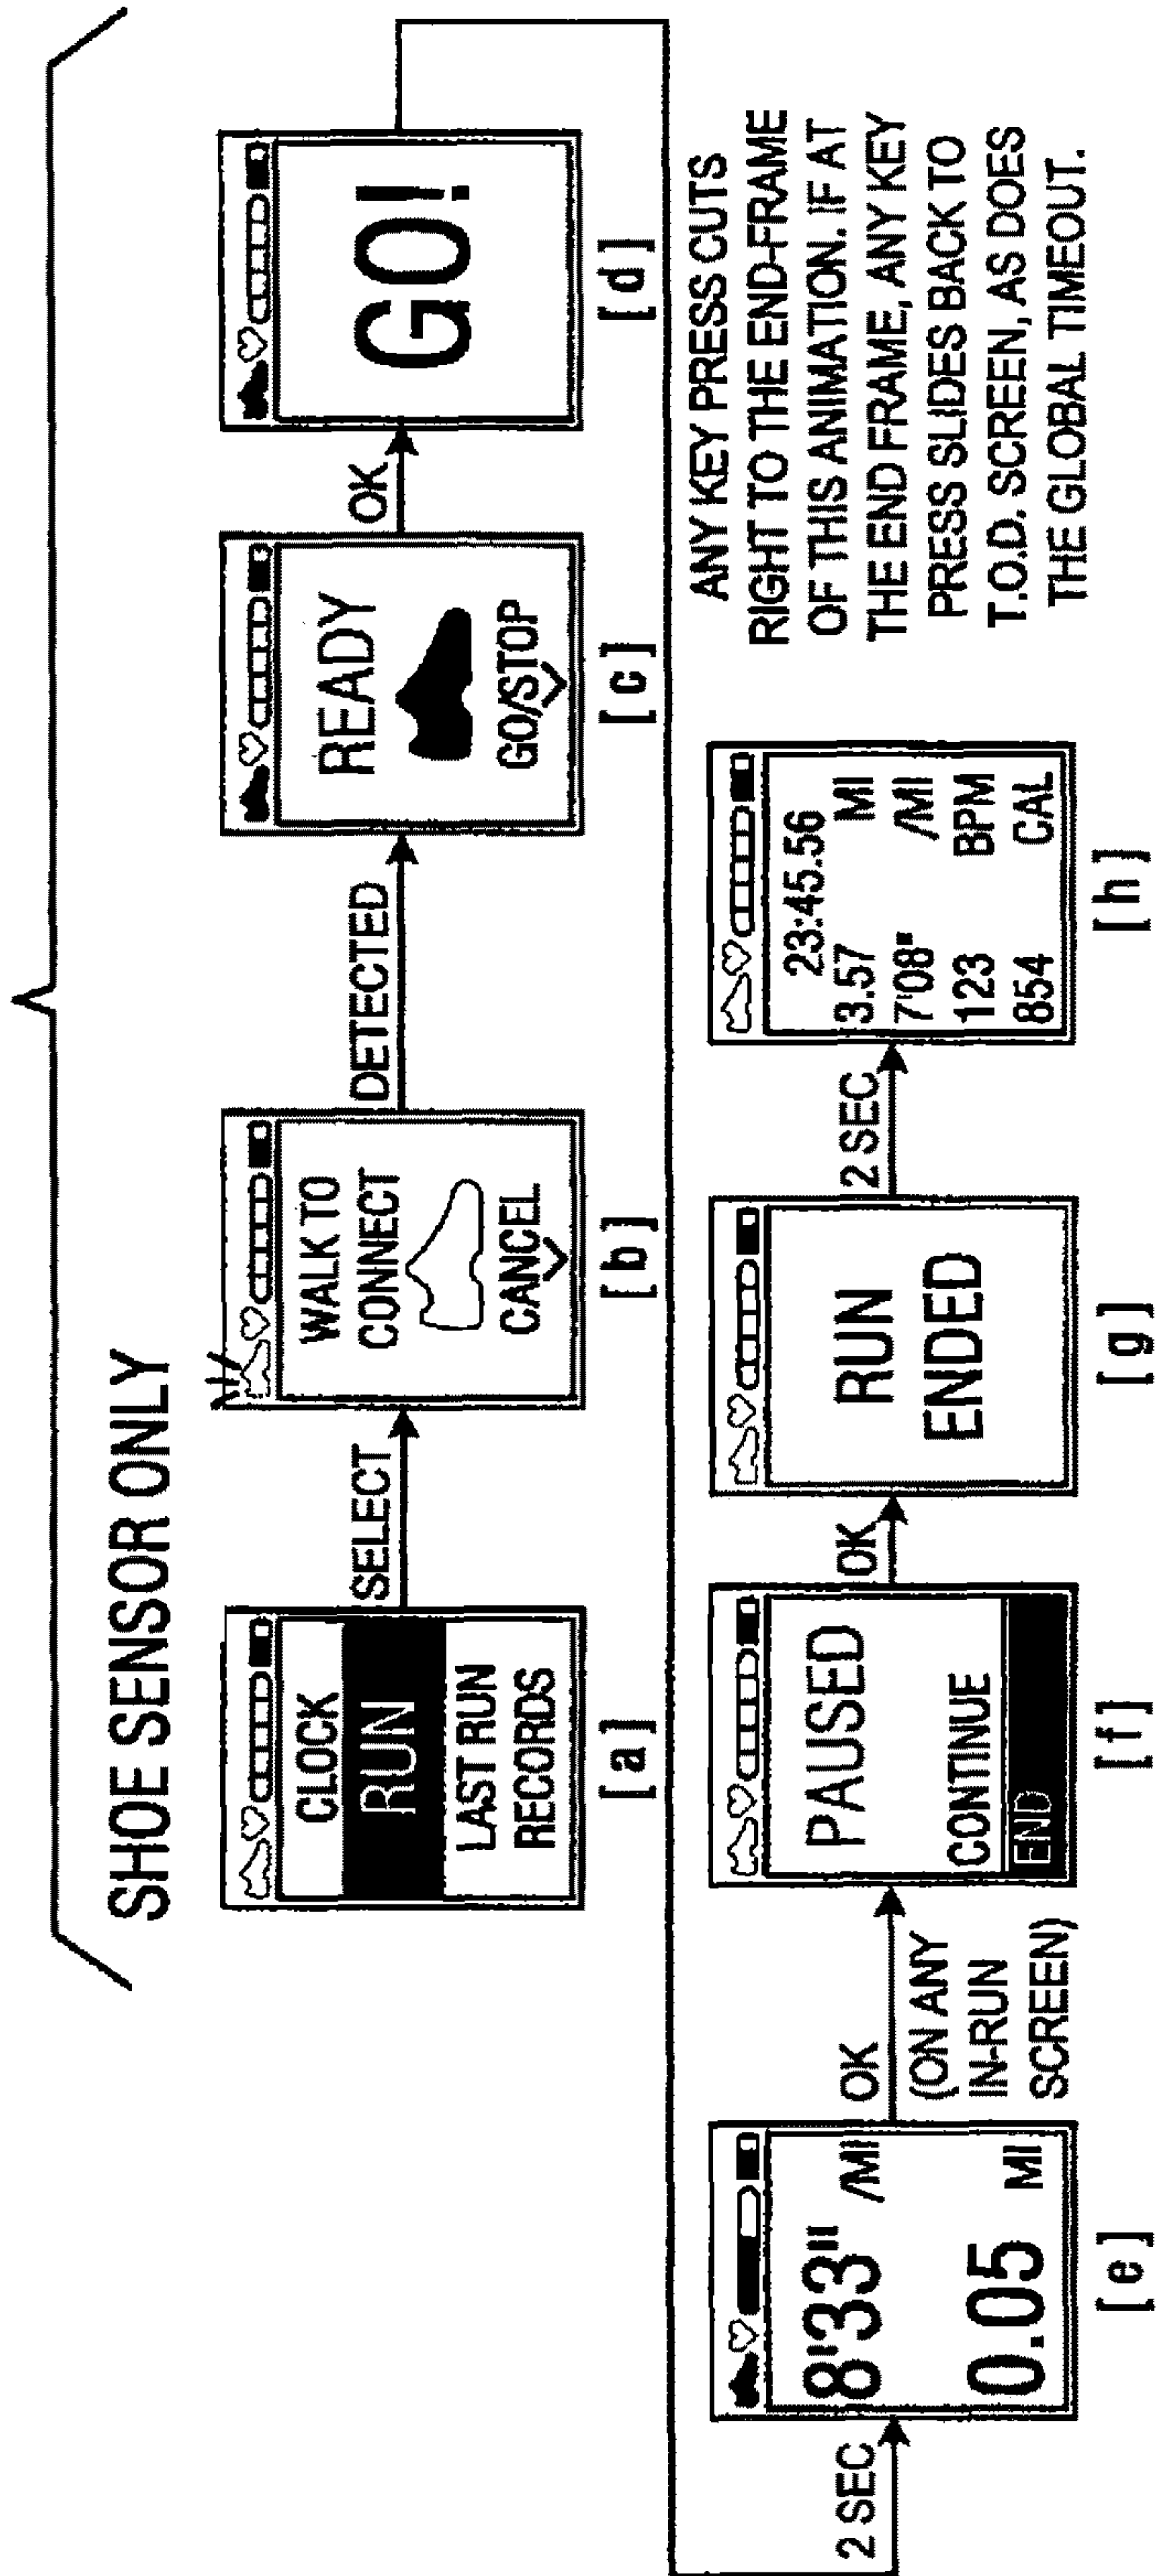 SHOE SENSOR ONLY
CLOCK
RUN
LAST RUN
RECORDS
[a]
SELECT
WALK TO
CONNECT
CANCEL
[b]
DETECTED
READY
GO/STOP
[c]
OK
GO!
[d]
2 SEC
8'33" /MI
0.05 MI
[e]
OK
(ON ANY
IN-RUN
SCREEN)
PAUSED
CONTINUE
END
[f]
OK
RUN
ENDED
[g]
2 SEC
23:45.56
3.57 MI
7'08" /MI
123 BPM
854 CAL
[h]
ANY KEY PRESS CUTS
RIGHT TO THE END-FRAME
OF THIS ANIMATION. IF AT
THE END FRAME, ANY KEY
PRESS SLIDES BACK TO
T.O.D. SCREEN, AS DOES
THE GLOBAL TIMEOUT.